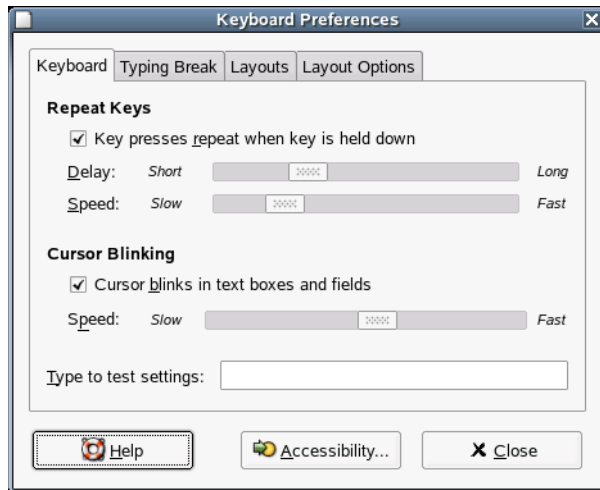 Keyboard Preferences
Keyboard Typing Break Layouts Layout Options
Repeat Keys
Key presses repeat when key is held down
Delay: Short Long
Speed: Slow Fast
Cursor Blinking
Cursor blinks in text boxes and fields
Speed: Slow Fast
Type to test settings:
Help Accessibility... Close